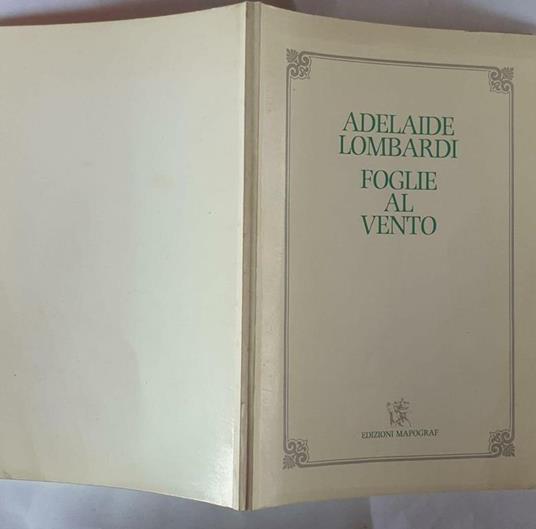 ADELAIDE
LOMBARDI
FOGLIE
AL
VENTO
EDIZIONI MAPOGRAF